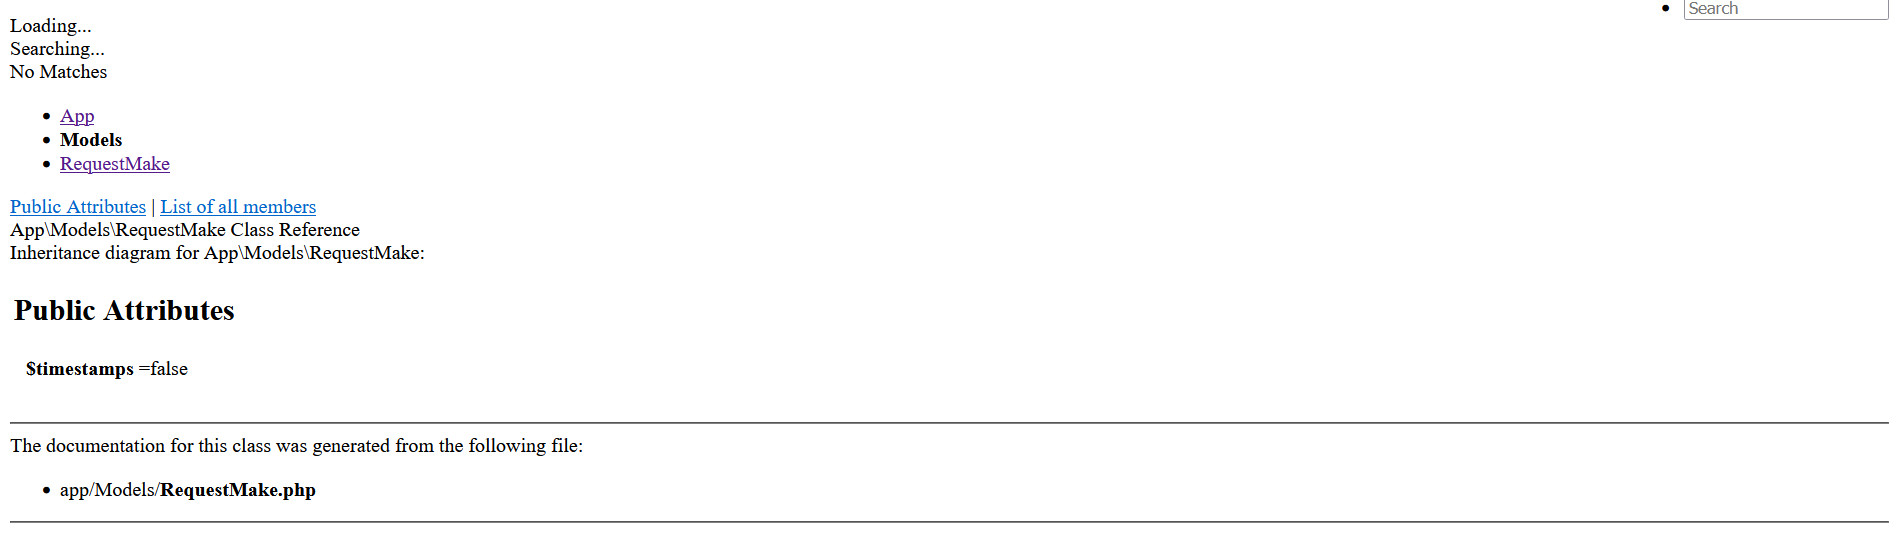 Search
Loading...
Searching...
No Matches
App
Models
RequestMake
Public Attributes | List of all members
App\Models\RequestMake Class Reference
Inheritance diagram for App\Models\RequestMake:
Public Attributes
$timestamps =false
The documentation for this class was generated from the following file:
app/Models/RequestMake.php